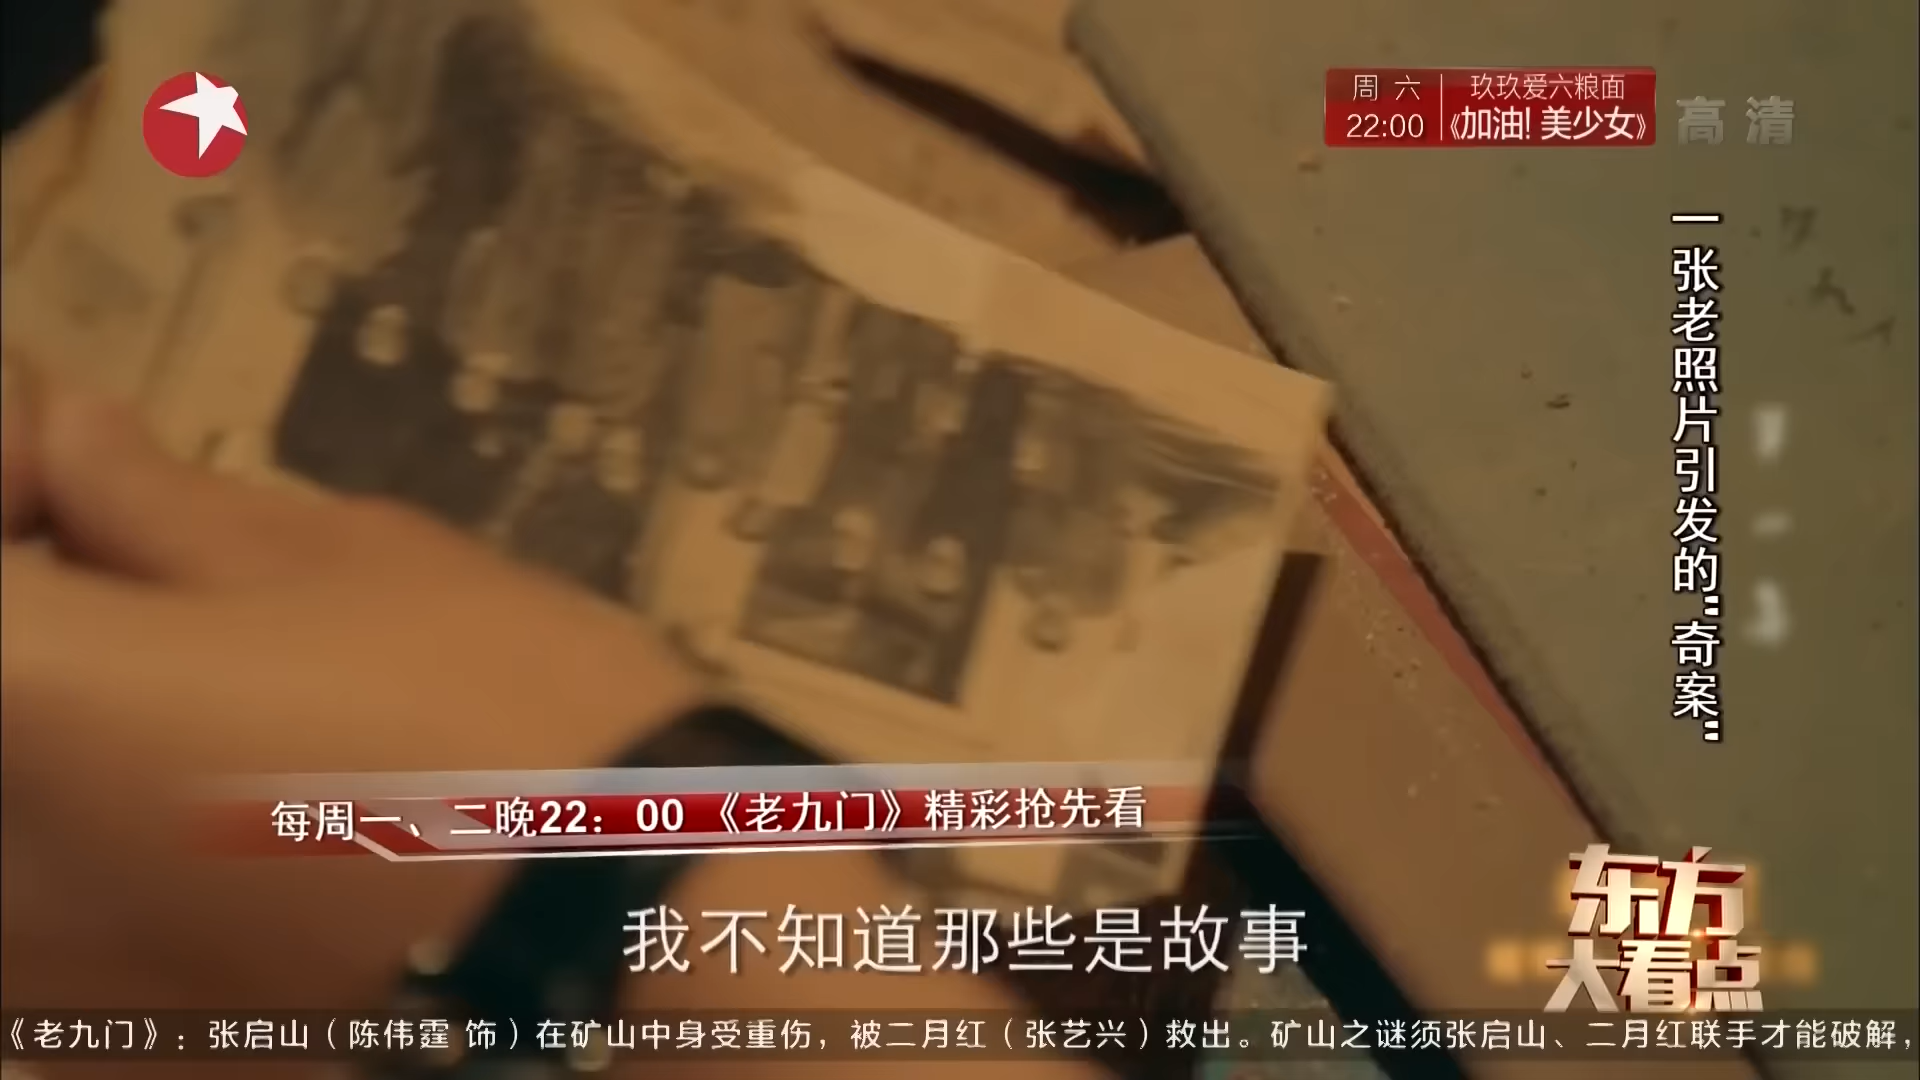 周六 22:00
玖玖爱六粮面
《加油!美少女》
高清
一张老照片引发的"奇案"
每周一、二晚22：00《老九门》精彩抢先看
我不知道那些是故事
东方大看点
《老九门》：张启山（陈伟霆 饰）在矿山中身受重伤，被二月红（张艺兴）救出。矿山之谜须张启山、二月红联手才能破解，